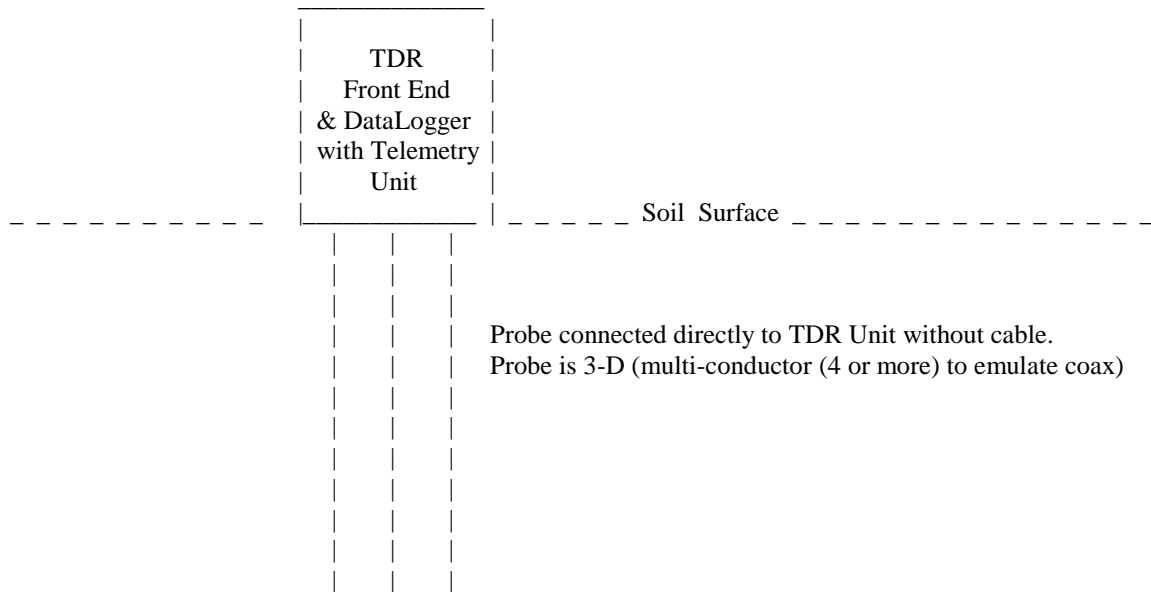 TDR
Front End
& DataLogger
with Telemetry
Unit
Soil Surface
Probe connected directly to TDR Unit without cable.
Probe is 3-D (multi-conductor (4 or more) to emulate coax)